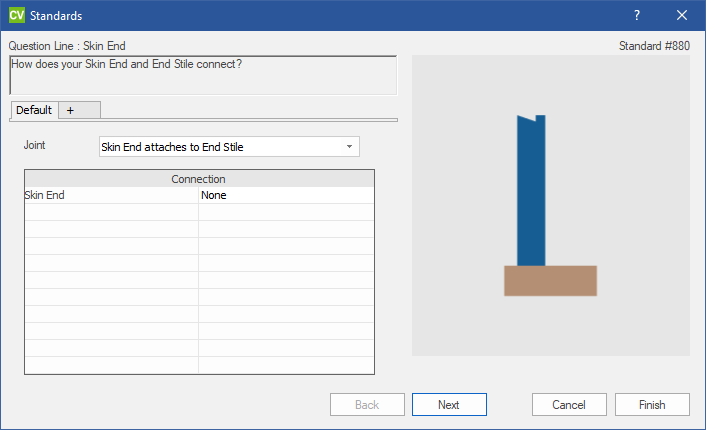 CV Standards ?
Question Line : Skin End
Standard #880
How does your Skin End and End Stile connect?
Default +
Joint
Skin End attaches to End Stile
Connection
Skin End None
Back Next Cancel Finish